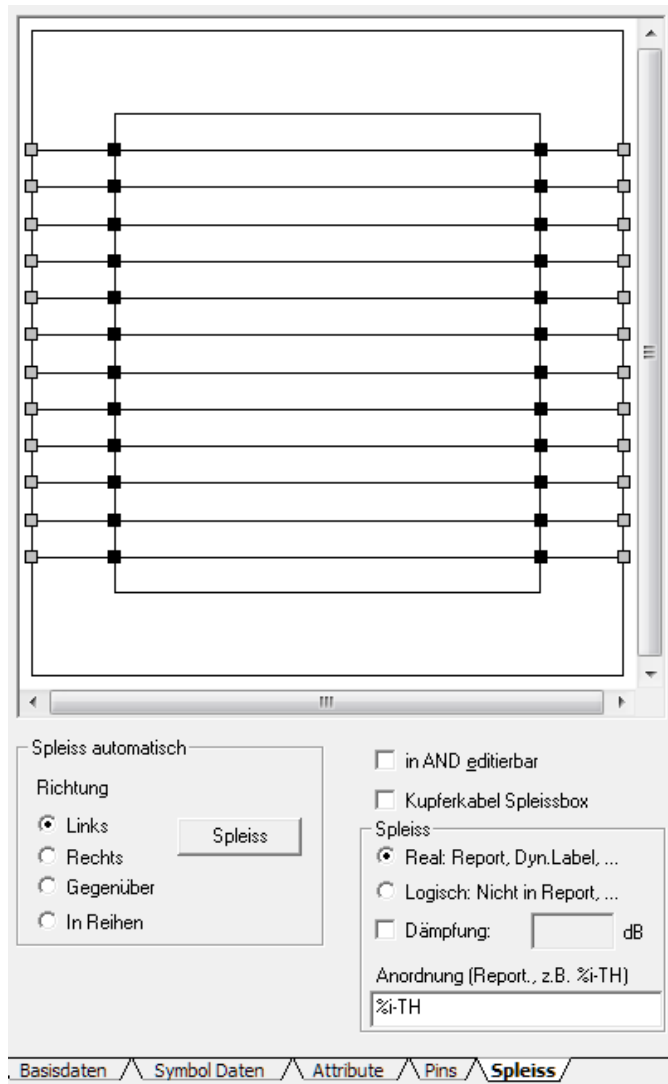 Spleiss automatisch
Richtung
Links
Rechts
Gegenüber
In Reihen
Spleiss
in AND editierbar
Kupferkabel Spleissbox
Spleiss
Real: Report, Dyn.Label, ...
Logisch: Nicht in Report, ...
Dämpfung:
dB
Anordnung (Report., z.B. %i-TH)
%i-TH
Basisdaten
Symbol Daten
Attribute
Pins
Spleiss